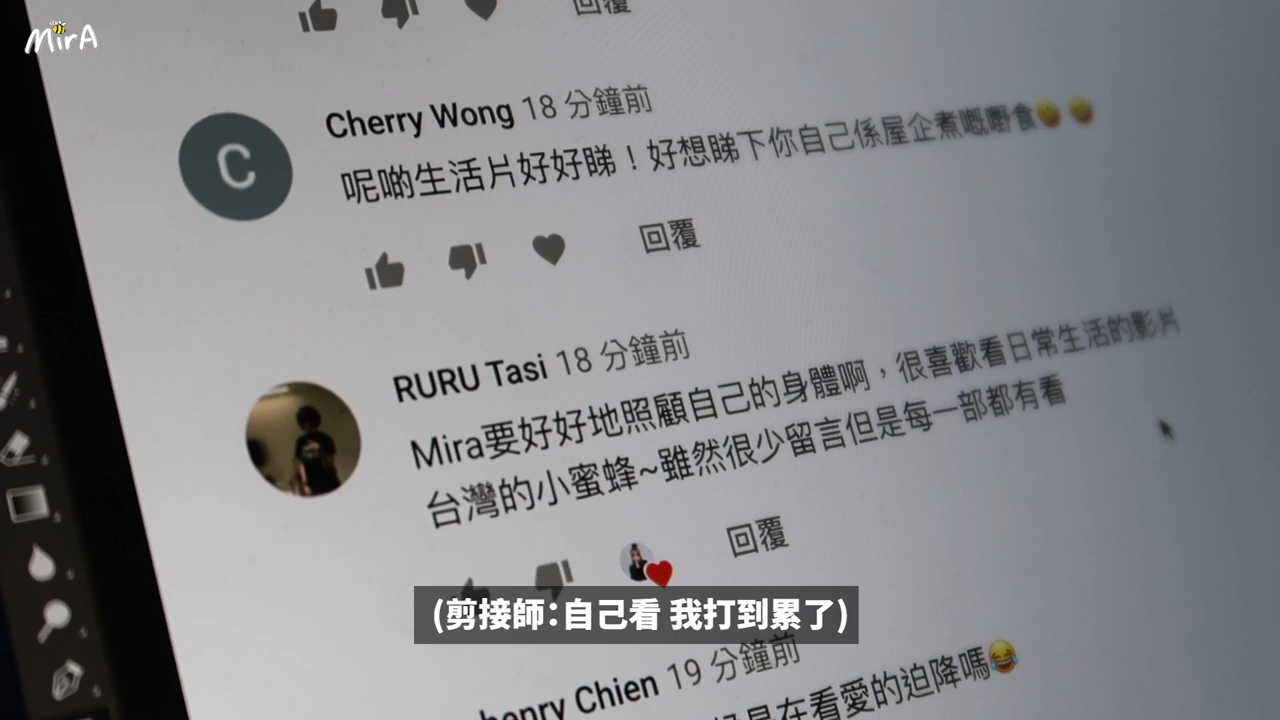 MirA
回覆
Cherry Wong 18 分鐘前
呢啲生活片好好睇！好想睇下你自己係屋企煮嘅嘢食😄😄
回覆
C
RURU Tasi 18 分鐘前
Mira要好好地照顧自己的身體啊，很喜歡看日常生活的影片
台灣的小蜜蜂~雖然很少留言但是每一部都有看
回覆
(剪接師：自己看 我打到累了)
Chien 19 分鐘前
在看愛的迫降嗎😂